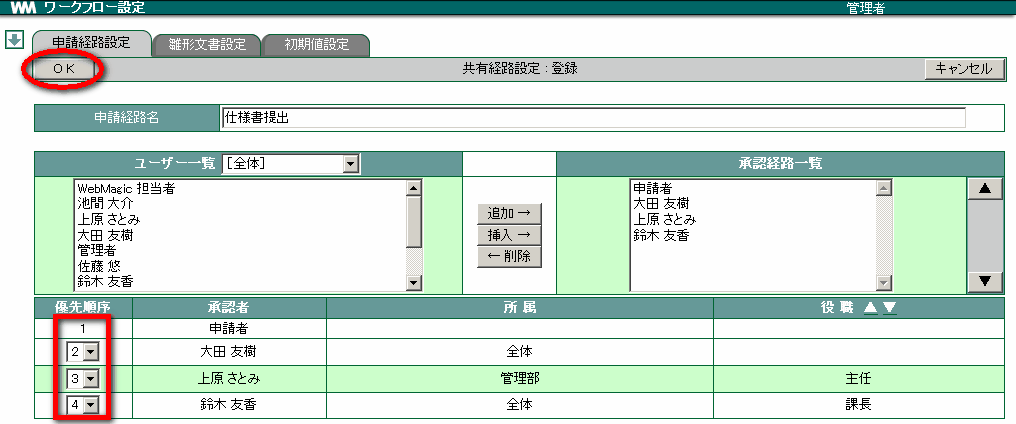 WM ワークフロー設定 管理者
申請経路設定 雛形文書設定 初期値設定
OK 共有経路設定：登録 キャンセル
申請経路名 仕様書提出
ユーザー一覧 [全体] 承認経路一覧
WebMagic 担当者
池間 大介
上原 さとみ
大田 友樹
管理者
佐藤 悠
鈴木 友香
追加 →
挿入 →
← 削除
申請者
大田 友樹
上原 さとみ
鈴木 友香
▲
▼
優先順序 承認者 所 属 役 職 ▲ ▼
1 申請者
2 大田 友樹 全体
3 上原 さとみ 管理部 主任
4 鈴木 友香 全体 課長